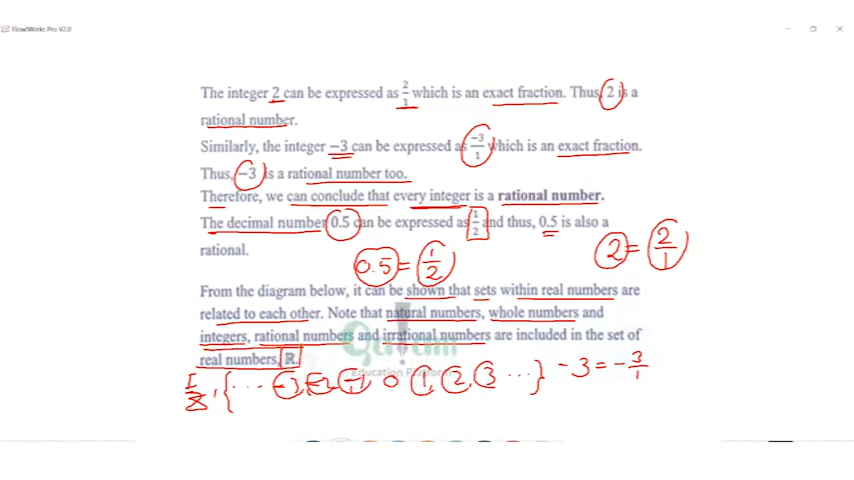 FlowWorks Pro V2.0
The integer 2 can be expressed as 2/1 which is an exact fraction. Thus, 2 is a
rational number.
Similarly, the integer −3 can be expressed as −3/1 which is an exact fraction.
Thus, −3 is a rational number too.
Therefore, we can conclude that every integer is a rational number.
The decimal number 0.5 can be expressed as 1/2 and thus, 0.5 is also a
rational.
0.5 = 1/2
2 = 2/1
From the diagram below, it can be shown that sets within real numbers are
related to each other. Note that natural numbers, whole numbers and
integers, rational numbers and irrational numbers are included in the set of
real numbers, ℝ.
Education Platform
{ ... -3, -2, -1, 0 1, 2, 3 ... } -3 = -3/1